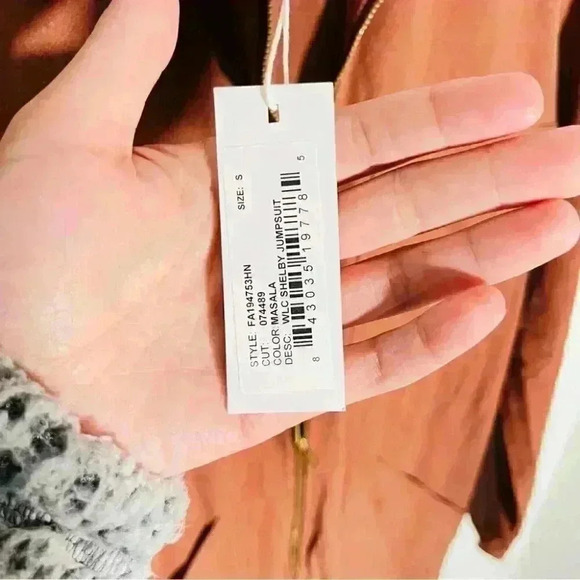 STYLE: FA194753HN
SIZE: S
CUT: 074489
COLOR: MASALA
DESC: WLC SHELBY JUMPSUIT
8 43035 19778 5